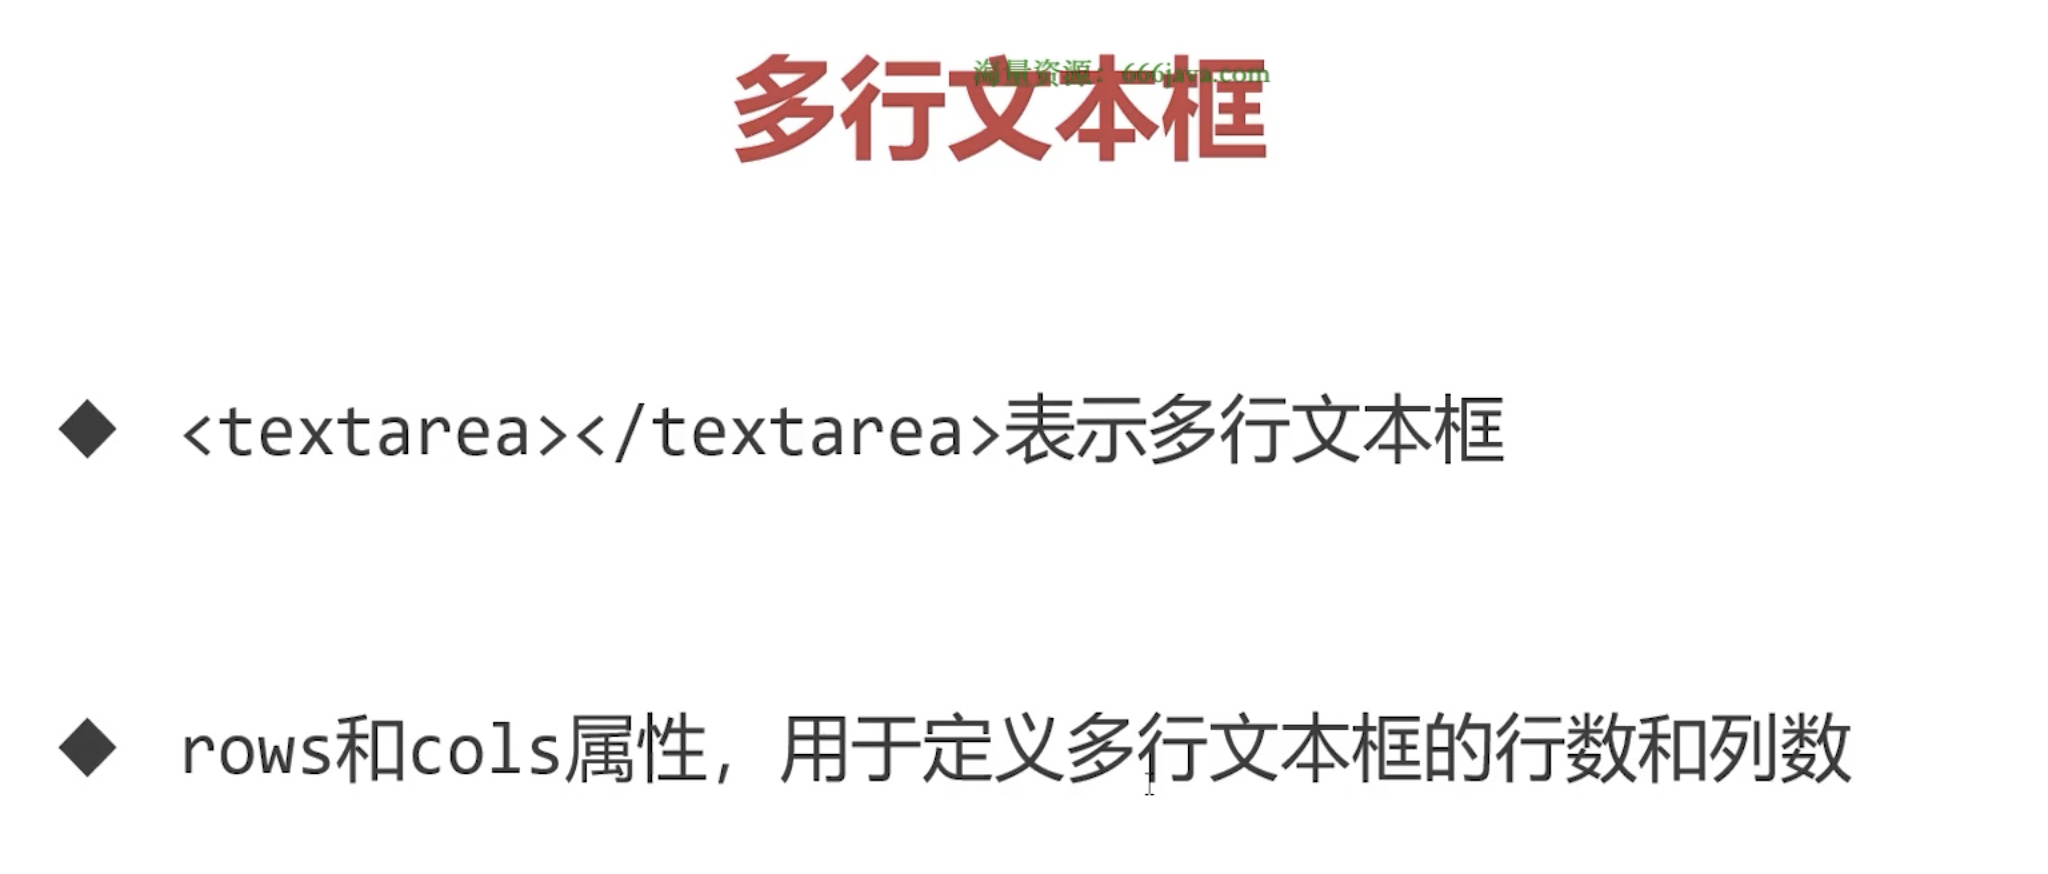 多行文本框
海量资源：666java.com
◆ <textarea></textarea>表示多行文本框
◆ rows和cols属性，用于定义多行文本框的行数和列数